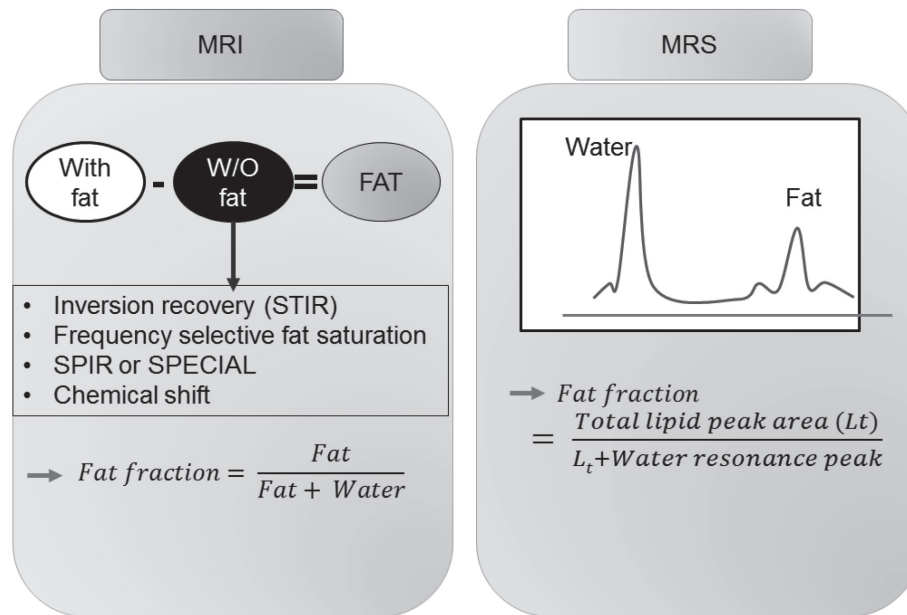 MRI
With
fat
-
W/O
fat
=
FAT
• Inversion recovery (STIR)
• Frequency selective fat saturation
• SPIR or SPECIAL
• Chemical shift
→ Fat fraction = Fat / Fat + Water
MRS
Water
Fat
→ Fat fraction
= Total lipid peak area (Lt) / Lₜ+Water resonance peak